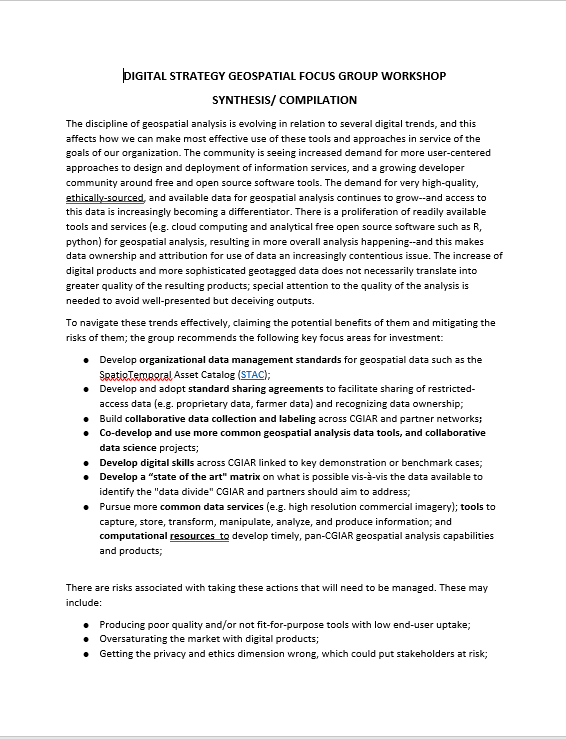 DIGITAL STRATEGY GEOSPATIAL FOCUS GROUP WORKSHOP
SYNTHESIS/ COMPILATION
The discipline of geospatial analysis is evolving in relation to several digital trends, and this
affects how we can make most effective use of these tools and approaches in service of the
goals of our organization. The community is seeing increased demand for more user-centered
approaches to design and deployment of information services, and a growing developer
community around free and open source software tools. The demand for very high-quality,
ethically-sourced, and available data for geospatial analysis continues to grow--and access to
this data is increasingly becoming a differentiator. There is a proliferation of readily available
tools and services (e.g. cloud computing and analytical free open source software such as R,
python) for geospatial analysis, resulting in more overall analysis happening--and this makes
data ownership and attribution for use of data an increasingly contentious issue. The increase of
digital products and more sophisticated geotagged data does not necessarily translate into
greater quality of the resulting products; special attention to the quality of the analysis is
needed to avoid well-presented but deceiving outputs.
To navigate these trends effectively, claiming the potential benefits of them and mitigating the
risks of them; the group recommends the following key focus areas for investment:
● Develop organizational data management standards for geospatial data such as the
SpatioTemporal Asset Catalog (STAC);
● Develop and adopt standard sharing agreements to facilitate sharing of restricted-
access data (e.g. proprietary data, farmer data) and recognizing data ownership;
● Build collaborative data collection and labeling across CGIAR and partner networks;
● Co-develop and use more common geospatial analysis data tools, and collaborative
data science projects;
● Develop digital skills across CGIAR linked to key demonstration or benchmark cases;
● Develop a “state of the art" matrix on what is possible vis-à-vis the data available to
identify the "data divide" CGIAR and partners should aim to address;
● Pursue more common data services (e.g. high resolution commercial imagery); tools to
capture, store, transform, manipulate, analyze, and produce information; and
computational resources to develop timely, pan-CGIAR geospatial analysis capabilities
and products;
There are risks associated with taking these actions that will need to be managed. These may
include:
● Producing poor quality and/or not fit-for-purpose tools with low end-user uptake;
● Oversaturating the market with digital products;
● Getting the privacy and ethics dimension wrong, which could put stakeholders at risk;